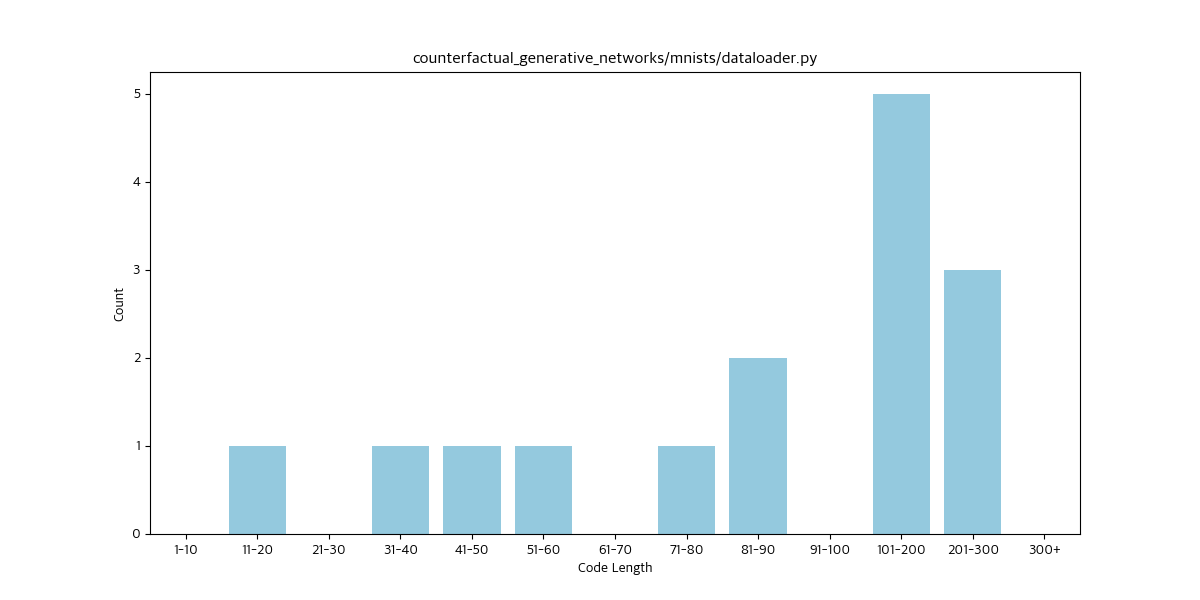 counterfactual_generative_networks/mnists/dataloader.py
5
4
3
2
1
0
Count
1-10 11-20 21-30 31-40 41-50 51-60 61-70 71-80 81-90 91-100 101-200 201-300 300+
Code Length